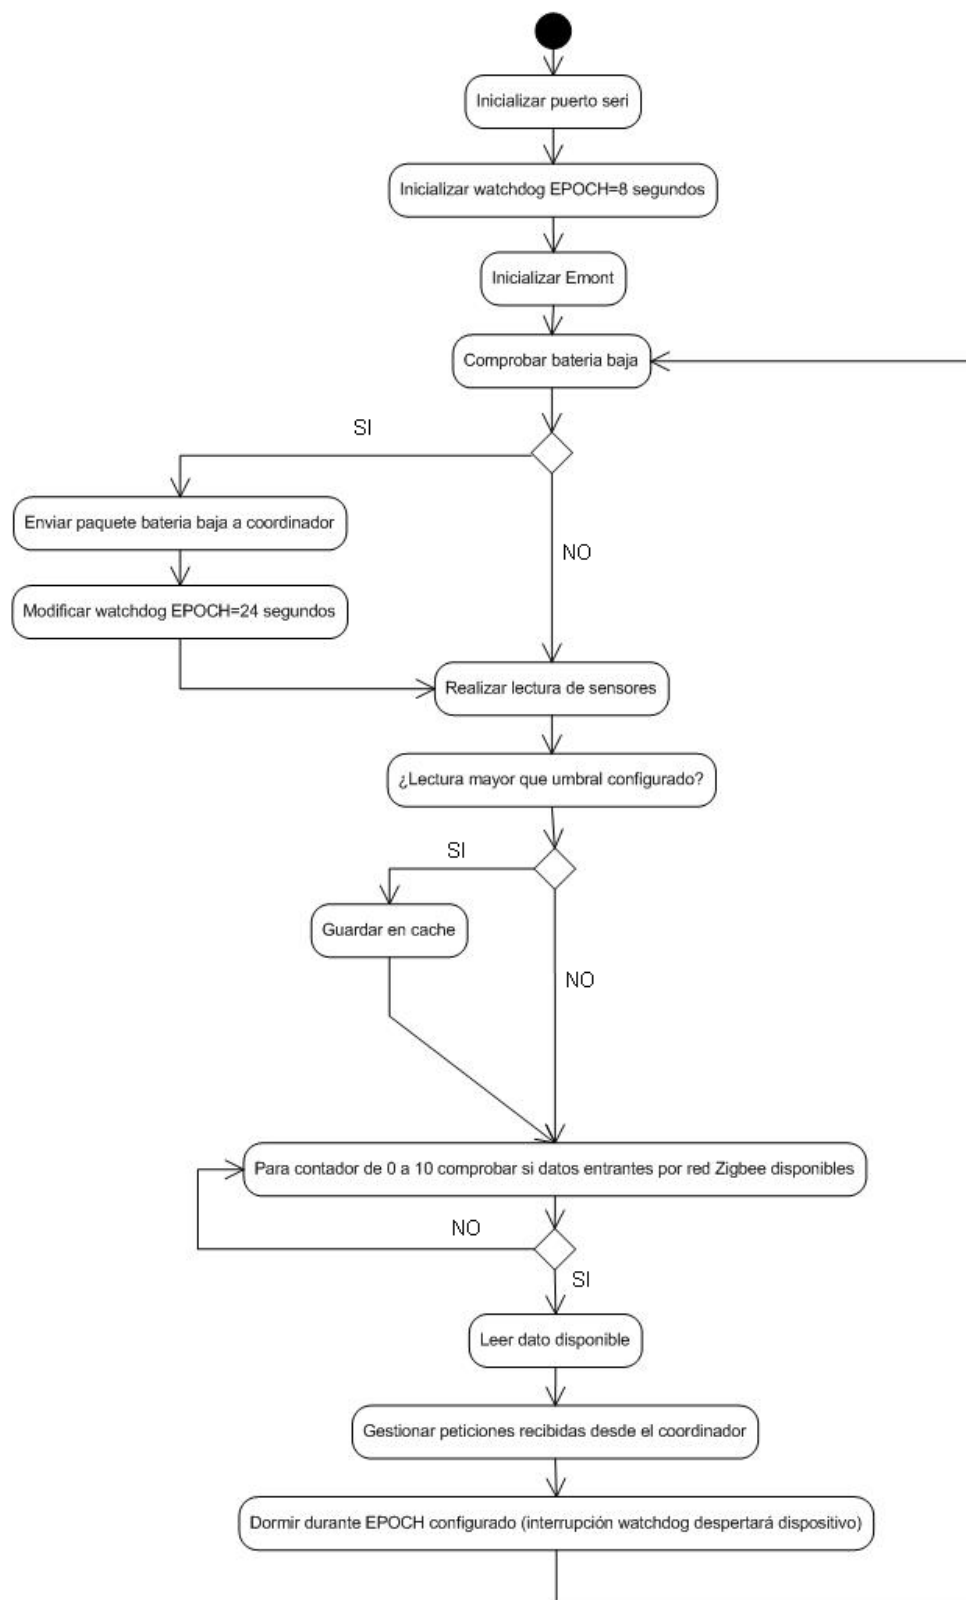 Inicializar puerto seri
Inicializar watchdog EPOCH=8 segundos
Inicializar Emont
Comprobar bateria baja
SI
Enviar paquete bateria baja a coordinador
NO
Modificar watchdog EPOCH=24 segundos
Realizar lectura de sensores
¿Lectura mayor que umbral configurado?
SI
Guardar en cache
NO
Para contador de 0 a 10 comprobar si datos entrantes por red Zigbee disponibles
NO
SI
Leer dato disponible
Gestionar peticiones recibidas desde el coordinador
Dormir durante EPOCH configurado (interrupción watchdog despertará dispositivo)